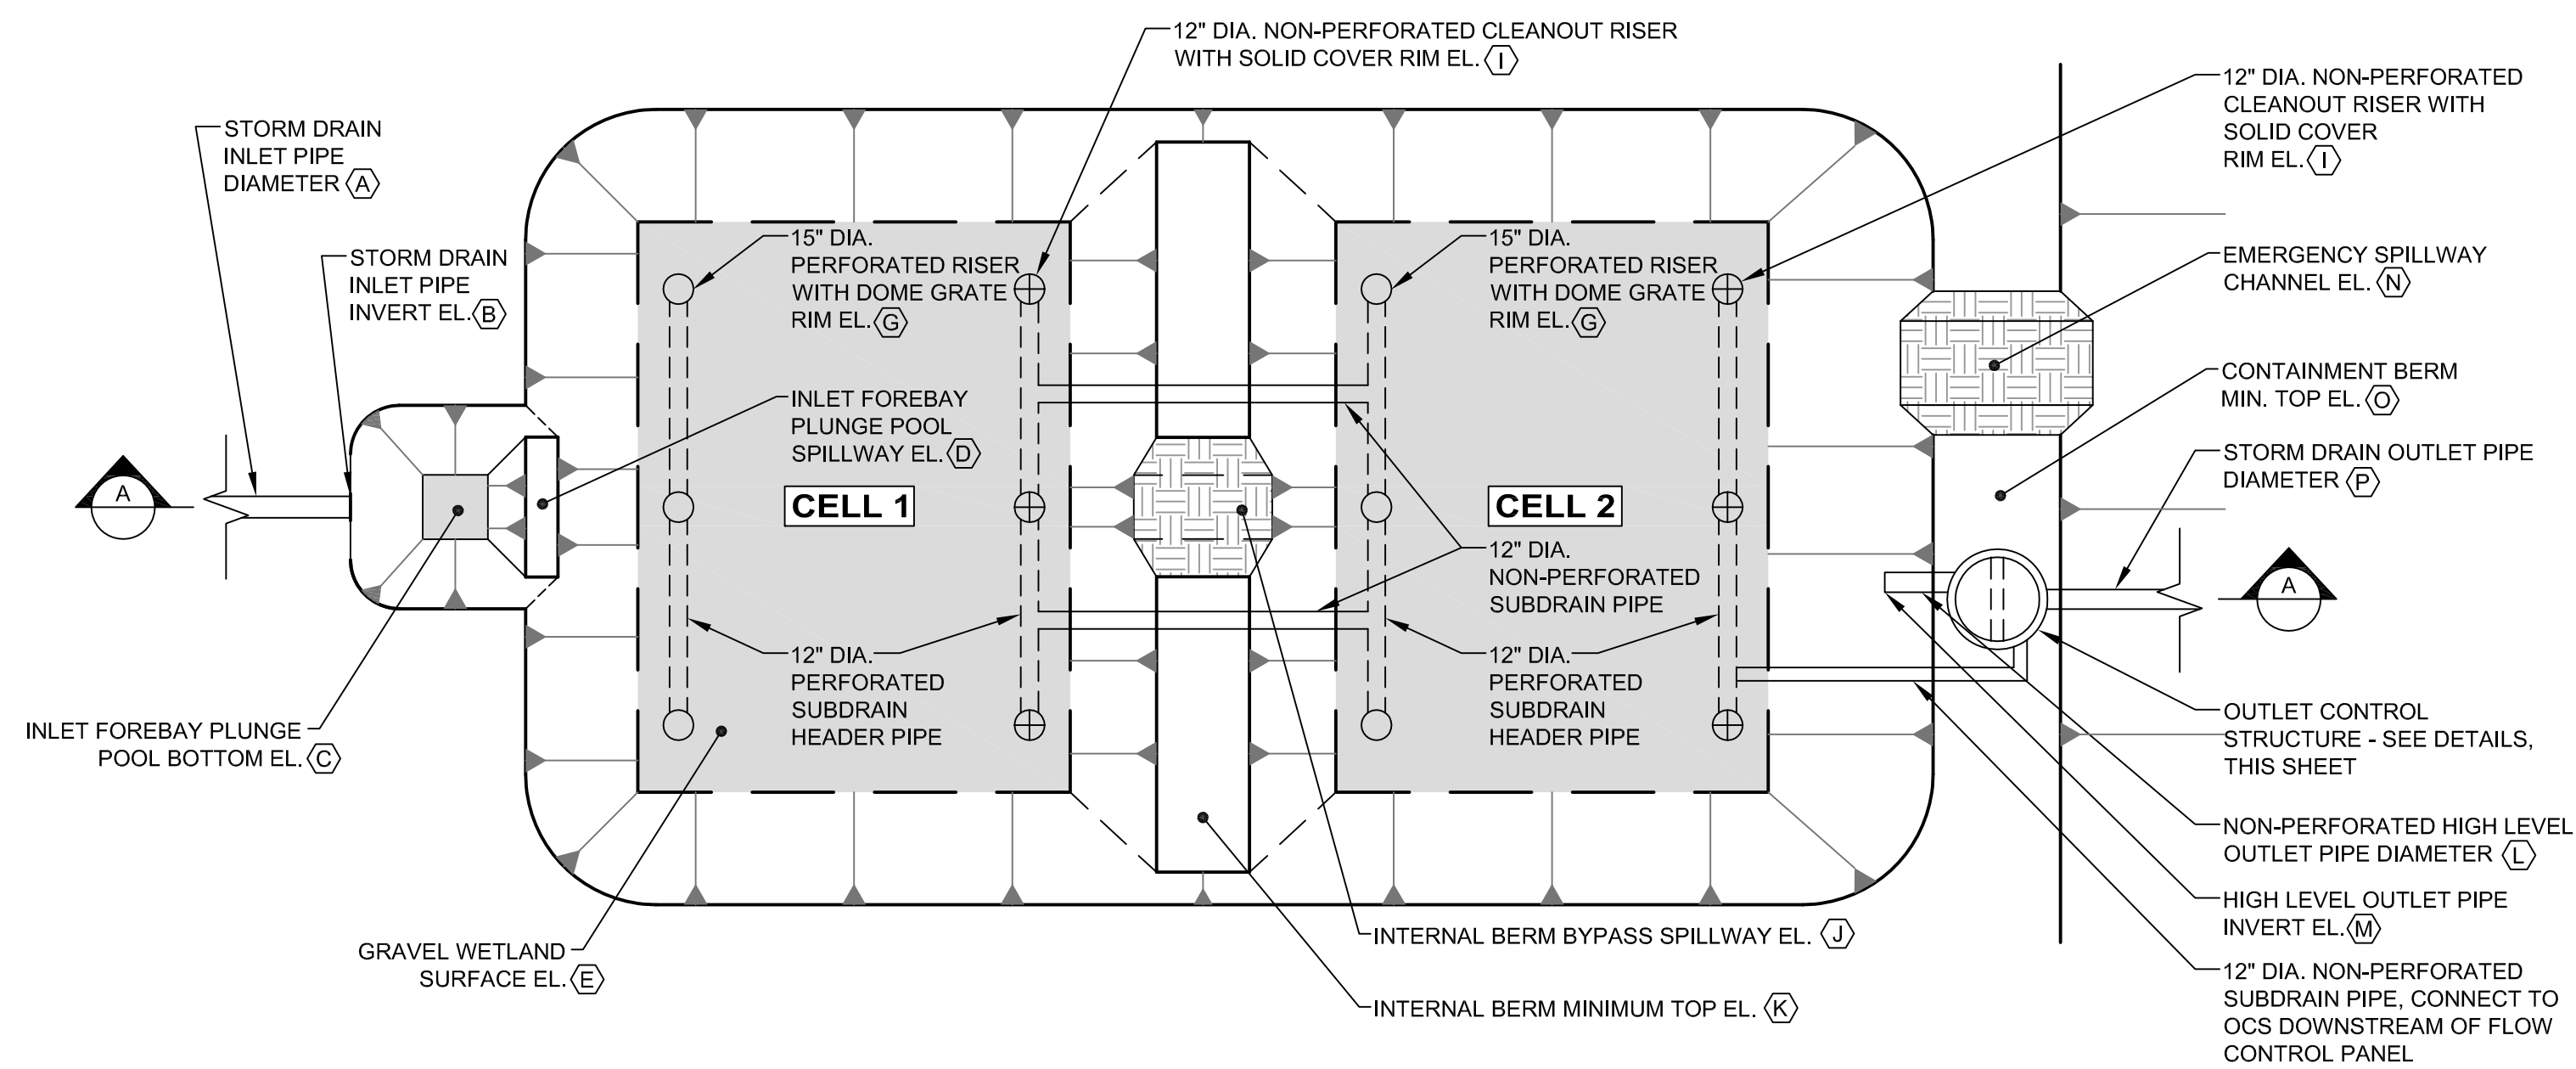 12" DIA. NON-PERFORATED CLEANOUT RISER
WITH SOLID COVER RIM EL. I
12" DIA. NON-PERFORATED
CLEANOUT RISER WITH
SOLID COVER
RIM EL. I
STORM DRAIN
INLET PIPE
DIAMETER A
STORM DRAIN
INLET PIPE
INVERT EL. B
15" DIA.
PERFORATED RISER
WITH DOME GRATE
RIM EL. G
15" DIA.
PERFORATED RISER
WITH DOME GRATE
RIM EL. G
EMERGENCY SPILLWAY
CHANNEL EL. N
CONTAINMENT BERM
MIN. TOP EL. O
INLET FOREBAY
PLUNGE POOL
SPILLWAY EL. D
STORM DRAIN OUTLET PIPE
DIAMETER P
A
CELL 1
CELL 2
12" DIA.
NON-PERFORATED
SUBDRAIN PIPE
A
12" DIA.
PERFORATED
SUBDRAIN
HEADER PIPE
12" DIA.
PERFORATED
SUBDRAIN
HEADER PIPE
INLET FOREBAY PLUNGE
POOL BOTTOM EL. C
OUTLET CONTROL
STRUCTURE - SEE DETAILS,
THIS SHEET
NON-PERFORATED HIGH LEVEL
OUTLET PIPE DIAMETER L
HIGH LEVEL OUTLET PIPE
INVERT EL. M
GRAVEL WETLAND
SURFACE EL. E
INTERNAL BERM BYPASS SPILLWAY EL. J
INTERNAL BERM MINIMUM TOP EL. K
12" DIA. NON-PERFORATED
SUBDRAIN PIPE, CONNECT TO
OCS DOWNSTREAM OF FLOW
CONTROL PANEL